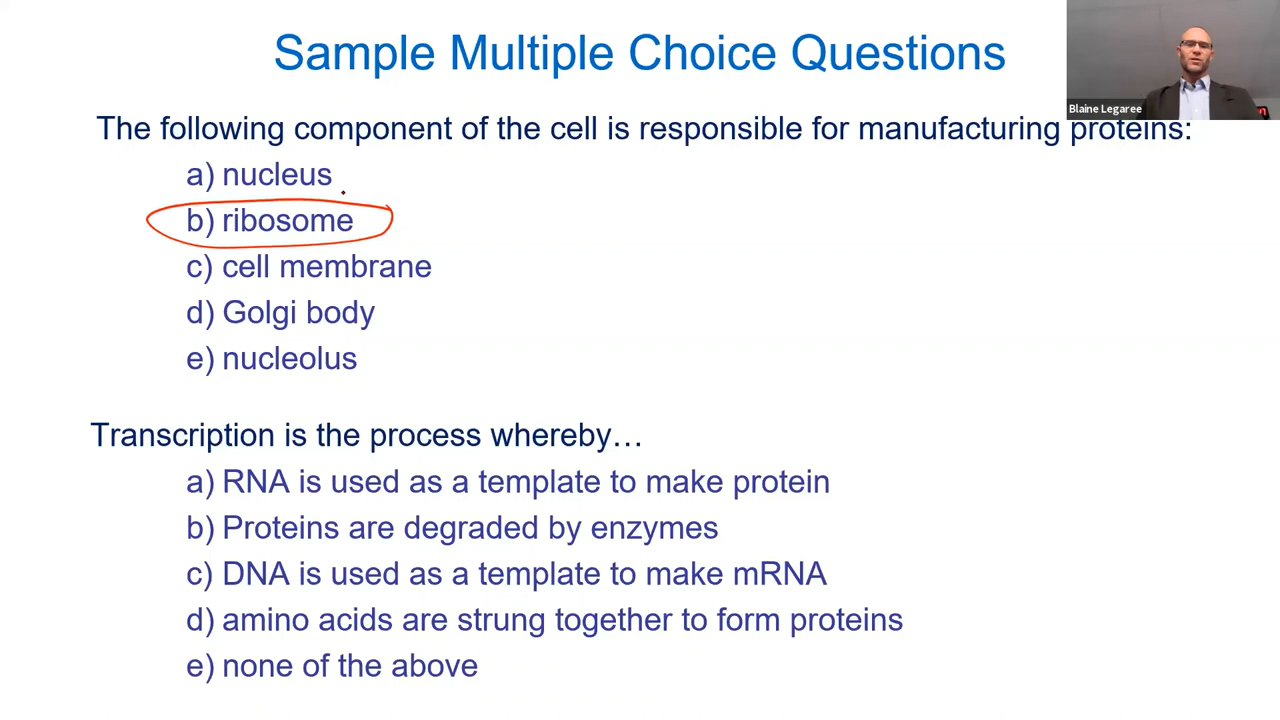 Sample Multiple Choice Questions
Blaine Legaree
The following component of the cell is responsible for manufacturing proteins:
a) nucleus
b) ribosome
c) cell membrane
d) Golgi body
e) nucleolus
Transcription is the process whereby…
a) RNA is used as a template to make protein
b) Proteins are degraded by enzymes
c) DNA is used as a template to make mRNA
d) amino acids are strung together to form proteins
e) none of the above